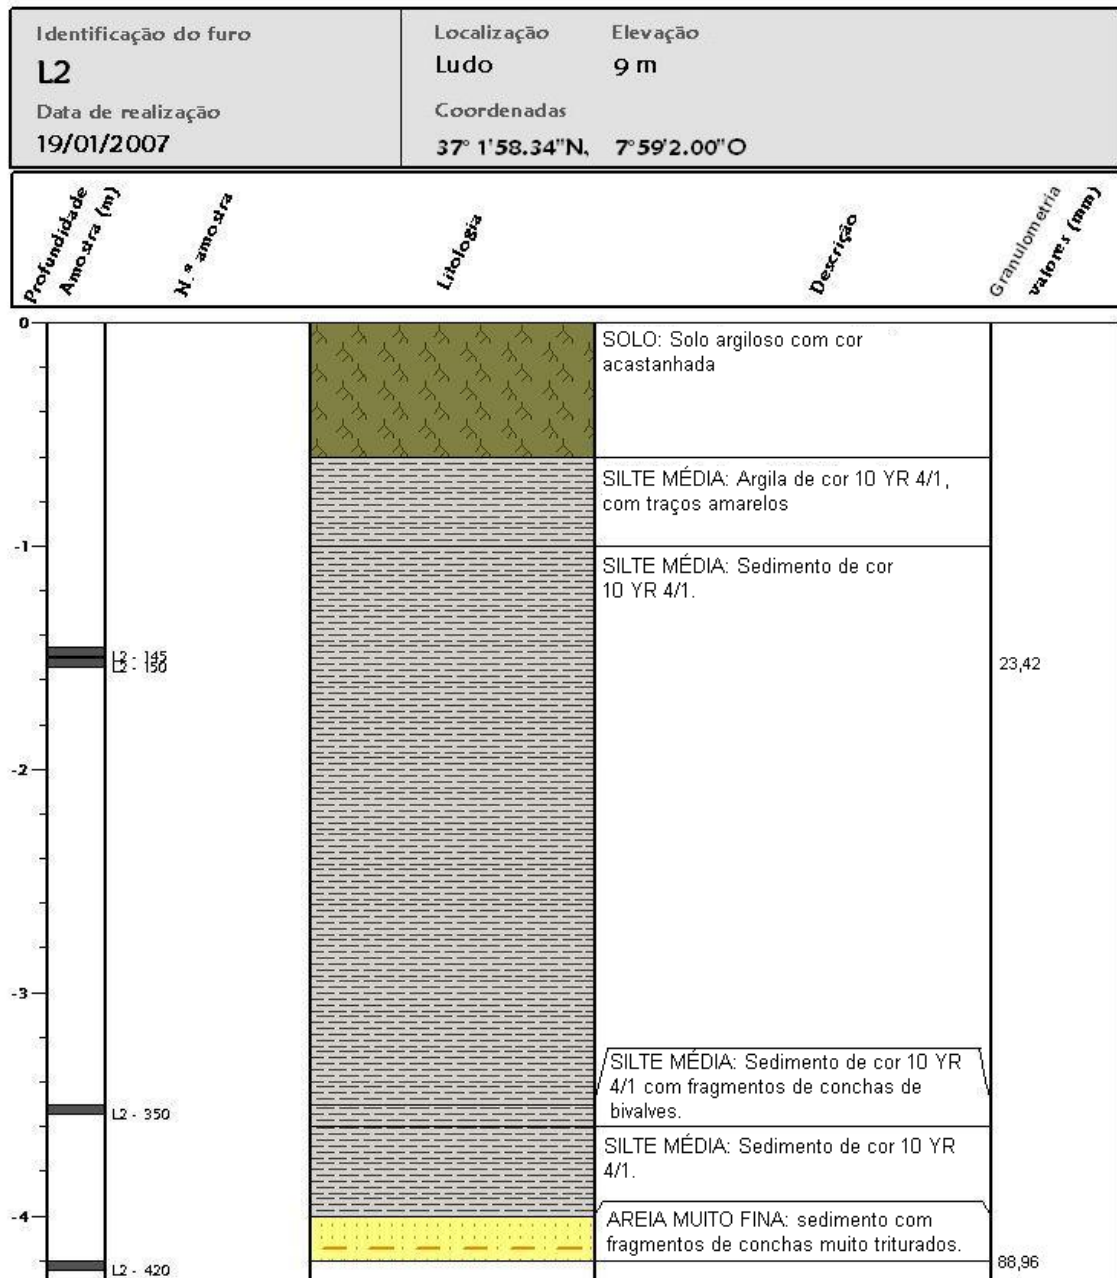 Identificação do furo
L2
Data de realização
19/01/2007
Localização Elevação
Ludo 9 m
Coordenadas
37° 1'58.34"N, 7°59'2.00"O
Profundidade
Amostra (m)
N.º amostra
Litologia
Descrição
Granulometria
valores (mm)
0
SOLO: Solo argiloso com cor
acastanhada
SILTE MÉDIA: Argila de cor 10 YR 4/1,
com traços amarelos
-1
SILTE MÉDIA: Sedimento de cor
10 YR 4/1.
L2 - 145
L2 - 150
23,42
-2
-3
SILTE MÉDIA: Sedimento de cor 10 YR
4/1 com fragmentos de conchas de
bivalves.
L2 - 350
SILTE MÉDIA: Sedimento de cor 10 YR
4/1.
-4
AREIA MUITO FINA: sedimento com
fragmentos de conchas muito triturados.
L2 - 420
88,96